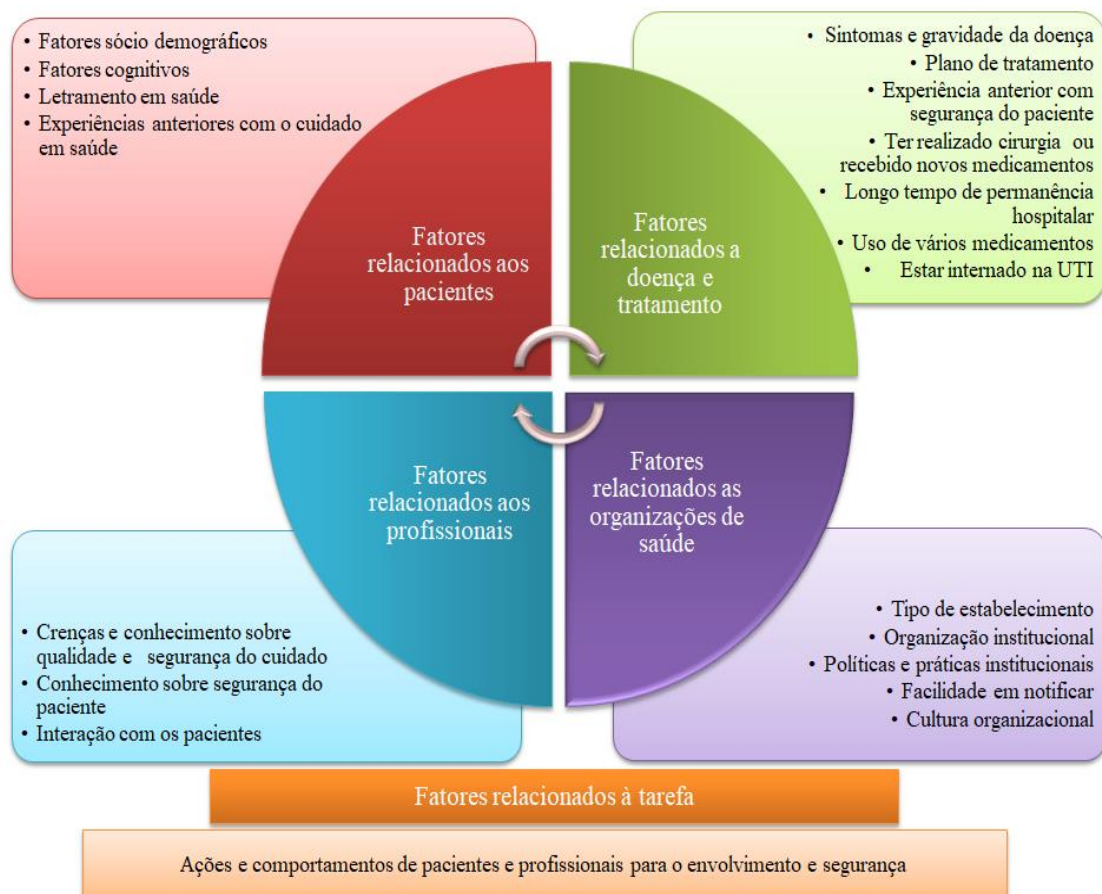 • Fatores sócio demográficos
• Fatores cognitivos
• Letramento em saúde
• Experiências anteriores com o cuidado
em saúde
• Sintomas e gravidade da doença
• Plano de tratamento
• Experiência anterior com
segurança do paciente
• Ter realizado cirurgia ou
recebido novos medicamentos
• Longo tempo de permanência
hospitalar
• Uso de vários medicamentos
• Estar internado na UTI
Fatores
relacionados aos
pacientes
Fatores
relacionados a
doença e
tratamento
Fatores
relacionados aos
profissionais
Fatores
relacionados as
organizações de
saúde
• Crenças e conhecimento sobre
qualidade e segurança do cuidado
• Conhecimento sobre segurança do
paciente
• Interação com os pacientes
• Tipo de estabelecimento
• Organização institucional
• Políticas e práticas institucionais
• Facilidade em notificar
• Cultura organizacional
Fatores relacionados à tarefa
Ações e comportamentos de pacientes e profissionais para o envolvimento e segurança